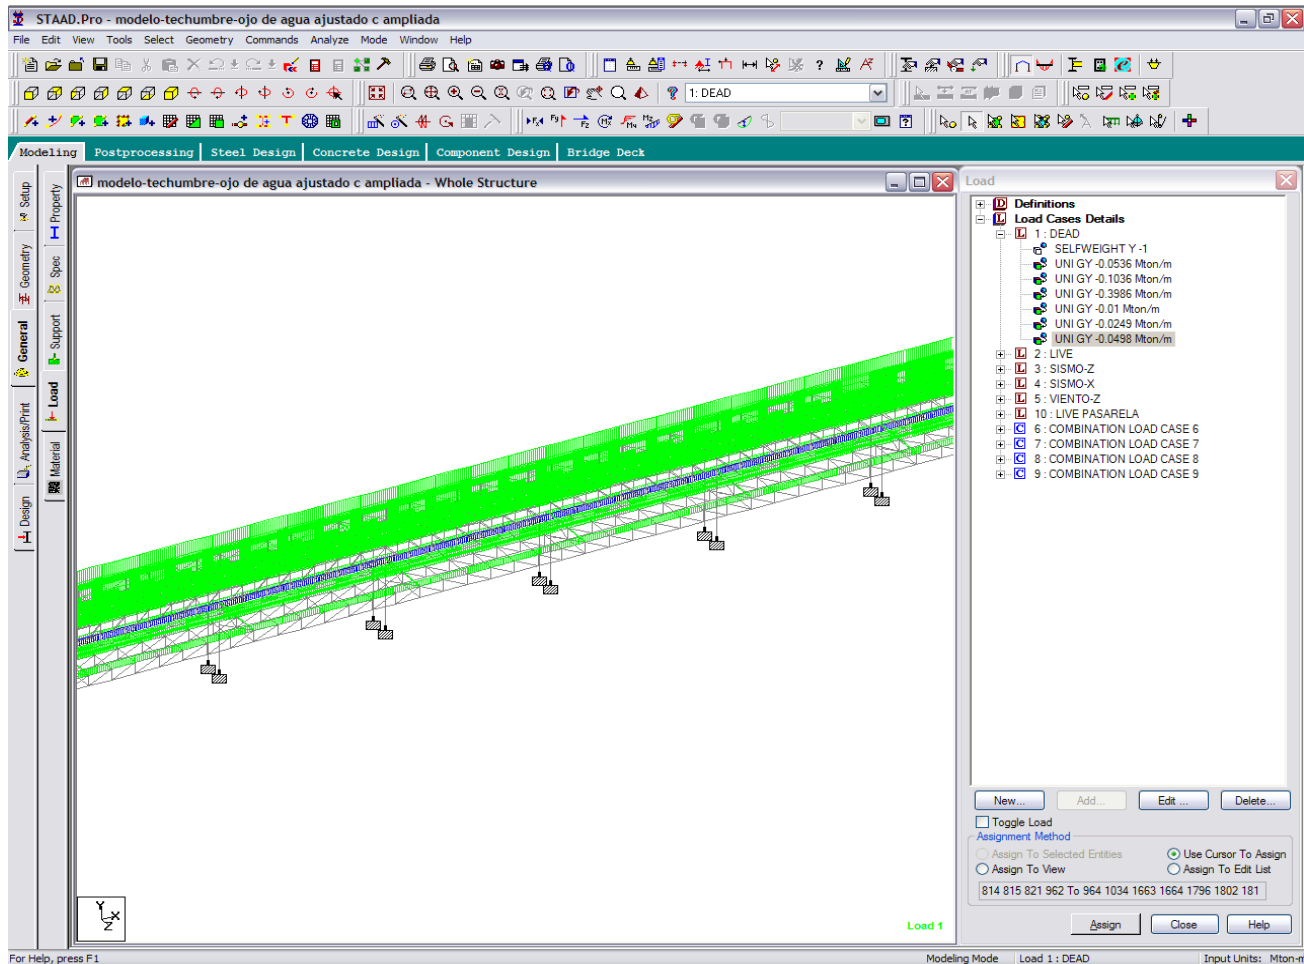 STAAD.Pro - modelo-techumbre-ojo de agua ajustado c ampliada
File Edit View Tools Select Geometry Commands Analyze Mode Window Help
1: DEAD
Modeling Postprocessing Steel Design Concrete Design Component Design Bridge Deck
Setup
Geometry
General
Analysis/Print
Design
Property
Spec
Support
Load
Material
modelo-techumbre-ojo de agua ajustado c ampliada - Whole Structure
Y
X
Z
Load 1
Load
Definitions
Load Cases Details
1 : DEAD
SELFWEIGHT Y -1
UNI GY -0.0536 Mton/m
UNI GY -0.1036 Mton/m
UNI GY -0.3986 Mton/m
UNI GY -0.01 Mton/m
UNI GY -0.0249 Mton/m
UNI GY -0.0498 Mton/m
2 : LIVE
3 : SISMO-Z
4 : SISMO-X
5 : VIENTO-Z
10 : LIVE PASARELA
6 : COMBINATION LOAD CASE 6
7 : COMBINATION LOAD CASE 7
8 : COMBINATION LOAD CASE 8
9 : COMBINATION LOAD CASE 9
New... Add... Edit ... Delete...
Toggle Load
Assignment Method
Assign To Selected Entities Use Cursor To Assign
Assign To View Assign To Edit List
814 815 821 962 To 964 1034 1663 1664 1796 1802 181
Assign Close Help
For Help, press F1 Modeling Mode Load 1 : DEAD Input Units: Mton-m